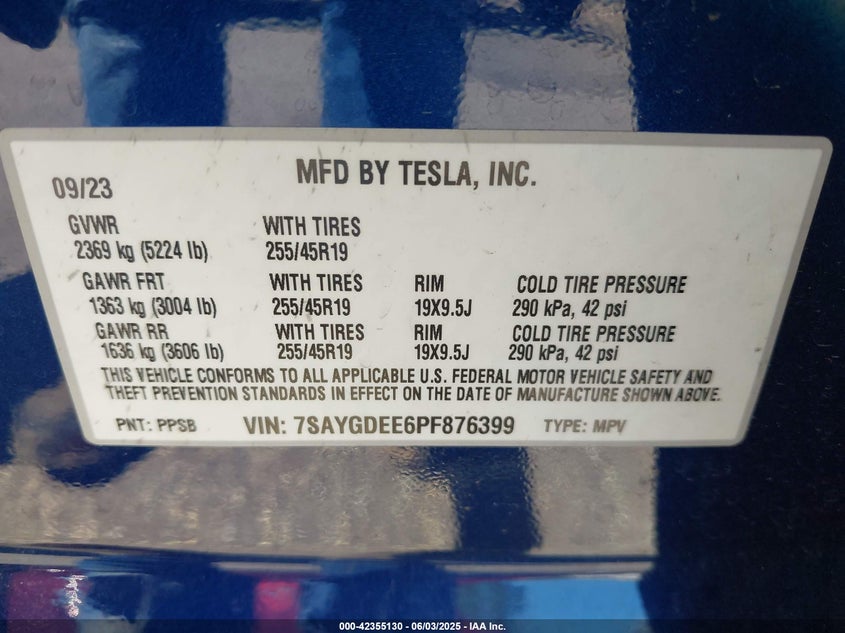 09/23 MFD BY TESLA, INC.
GVWR WITH TIRES
2369 kg (5224 lb) 255/45R19
GAWR FRT WITH TIRES RIM COLD TIRE PRESSURE
1363 kg (3004 lb) 255/45R19 19X9.5J 290 kPa, 42 psi
GAWR RR WITH TIRES RIM COLD TIRE PRESSURE
1636 kg (3606 lb) 255/45R19 19X9.5J 290 kPa, 42 psi
THIS VEHICLE CONFORMS TO ALL APPLICABLE U.S. FEDERAL MOTOR VEHICLE SAFETY AND
THEFT PREVENTION STANDARDS IN EFFECT ON THE DATE OF MANUFACTURE SHOWN ABOVE.
PNT: PPSB VIN: 7SAYGDEE6PF876399 TYPE: MPV
000-42355130 - 06/03/2025 - IAA Inc.